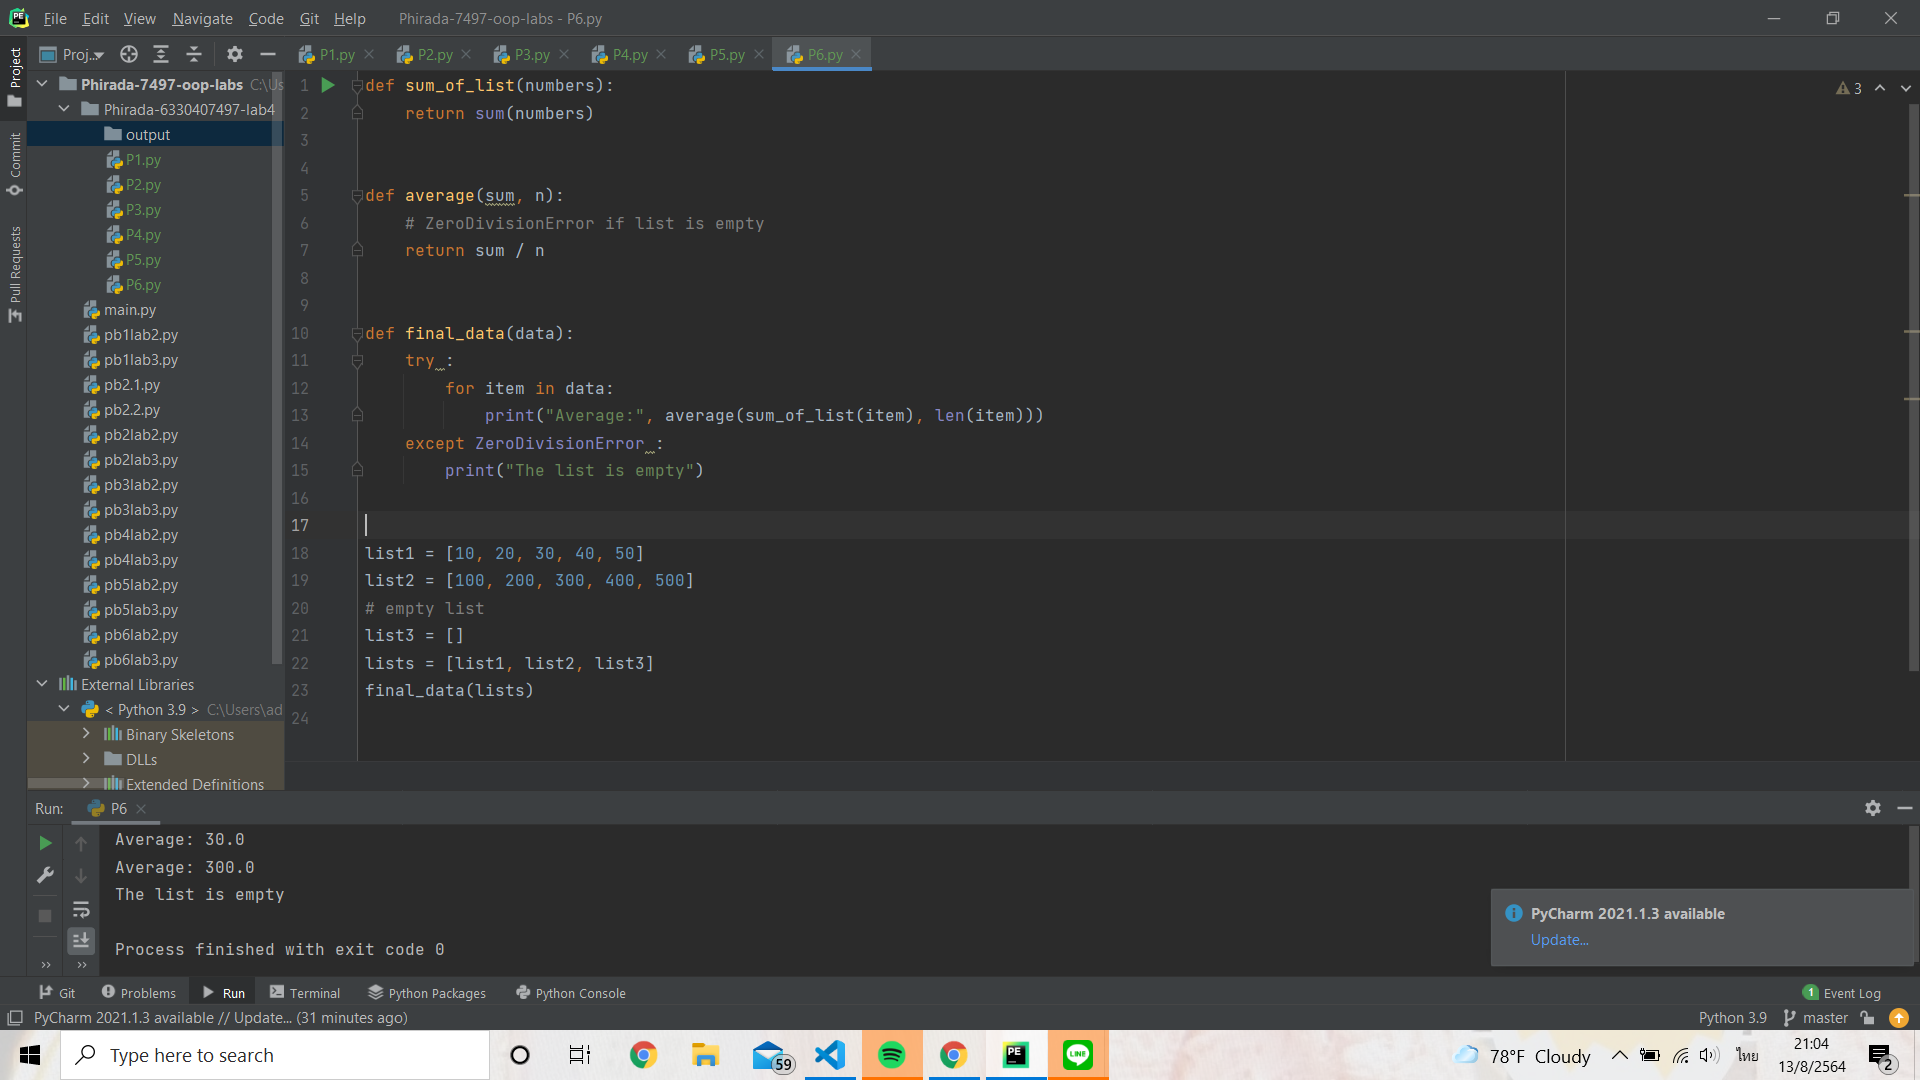 PE File Edit View Navigate Code Git Help Phirada-7497-oop-labs - P6.py
Proj... P1.py P2.py P3.py P4.py P5.py P6.py
Project
Commit
Pull Requests
Phirada-7497-oop-labs C:\Us
Phirada-6330407497-lab4
output
P1.py
P2.py
P3.py
P4.py
P5.py
P6.py
main.py
pb1lab2.py
pb1lab3.py
pb2.1.py
pb2.2.py
pb2lab2.py
pb2lab3.py
pb3lab2.py
pb3lab3.py
pb4lab2.py
pb4lab3.py
pb5lab2.py
pb5lab3.py
pb6lab2.py
pb6lab3.py
External Libraries
< Python 3.9 > C:\Users\ad
Binary Skeletons
DLLs
Extended Definitions
3
1 def sum_of_list(numbers):
2     return sum(numbers)
3
4
5 def average(sum, n):
6     # ZeroDivisionError if list is empty
7     return sum / n
8
9
10 def final_data(data):
11     try :
12         for item in data:
13             print("Average:", average(sum_of_list(item), len(item)))
14     except ZeroDivisionError :
15         print("The list is empty")
16
17
18 list1 = [10, 20, 30, 40, 50]
19 list2 = [100, 200, 300, 400, 500]
20 # empty list
21 list3 = []
22 lists = [list1, list2, list3]
23 final_data(lists)
24
Run: P6
Average: 30.0
Average: 300.0
The list is empty
Process finished with exit code 0
PyCharm 2021.1.3 available
Update...
Git Problems Run Terminal Python Packages Python Console 1 Event Log
PyCharm 2021.1.3 available // Update... (31 minutes ago) Python 3.9 master
Type here to search 59 PE LINE 78°F Cloudy ไทย 21:04
13/8/2564 2